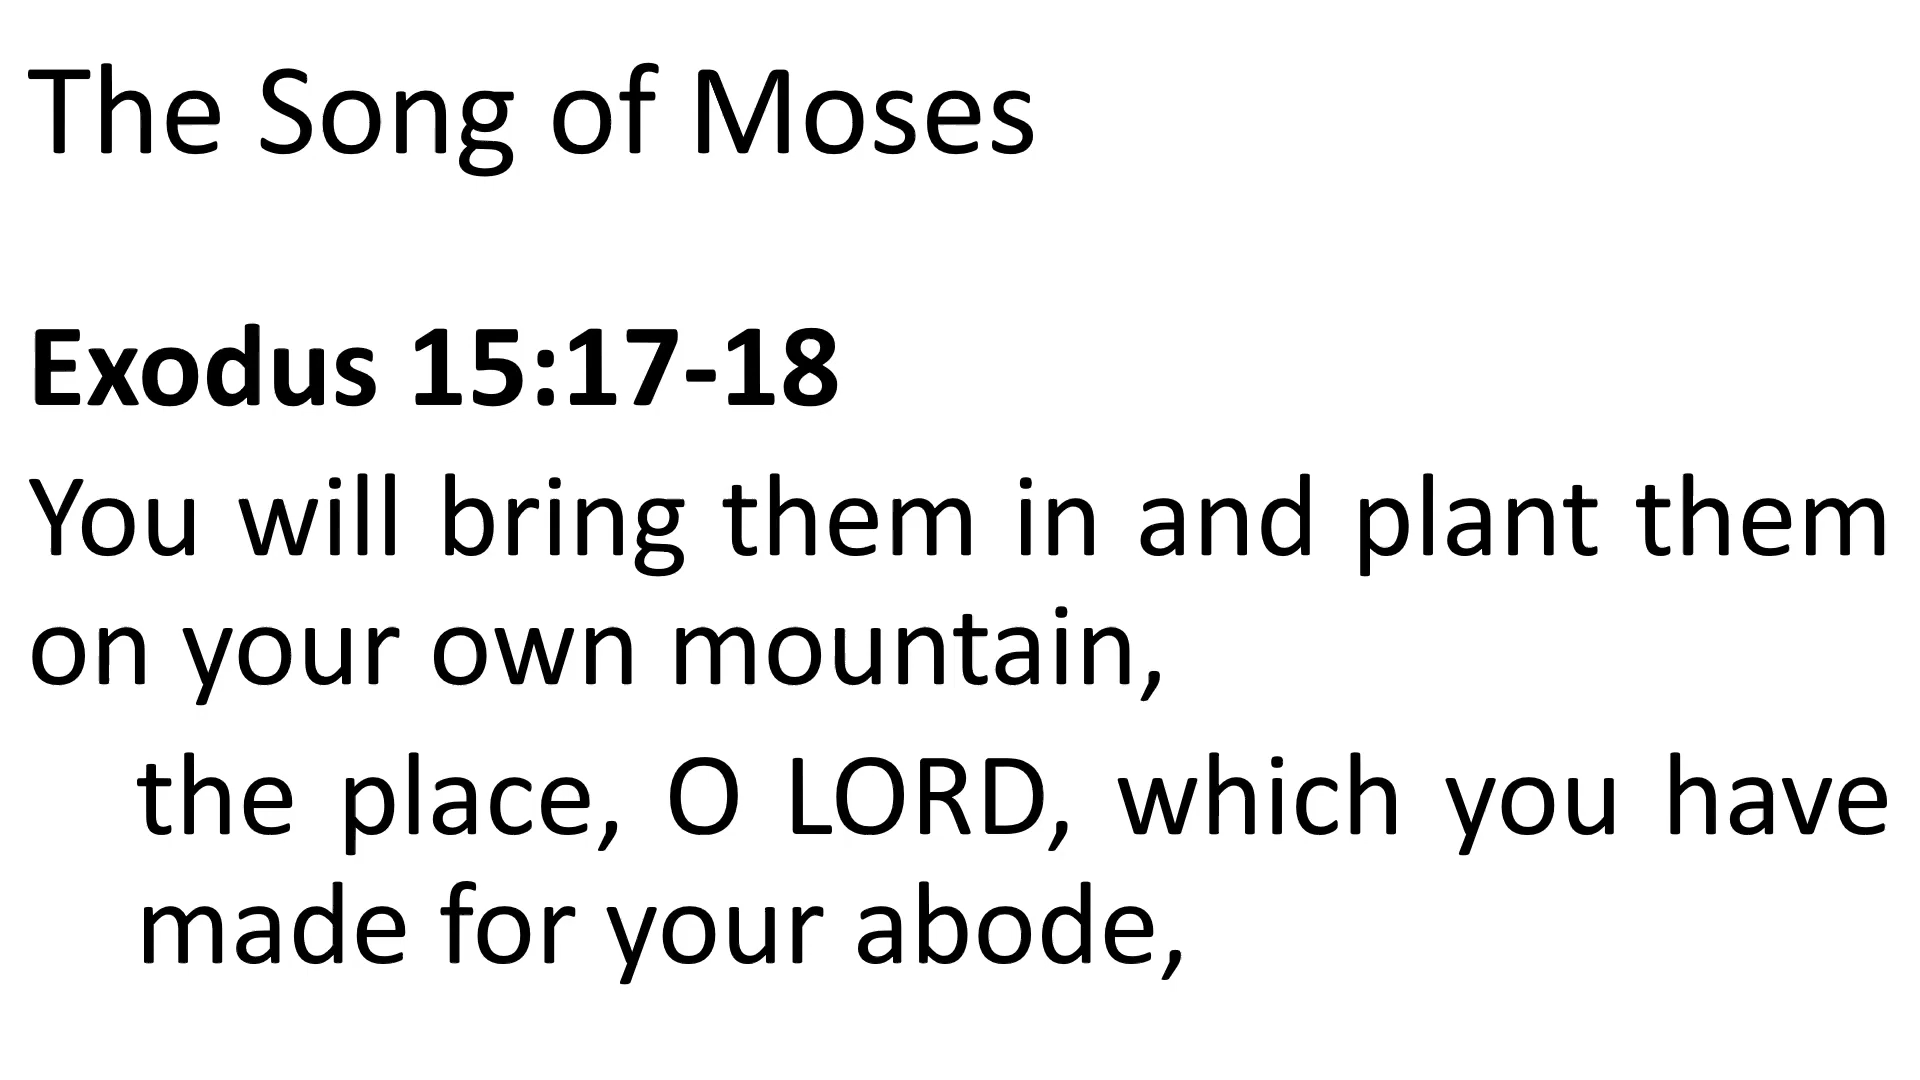 The Song of Moses
Exodus 15:17-18
You will bring them in and plant them
on your own mountain,
the place, O LORD, which you have
made for your abode,